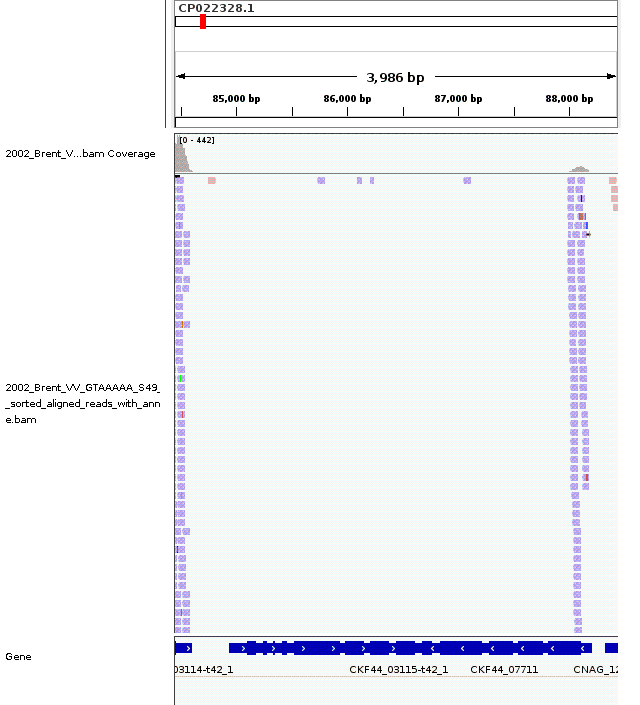 CP022328.1
3,986 bp
85,000 bp 86,000 bp 87,000 bp 88,000 bp
[0 - 442]
2002_Brent_V...bam Coverage
2002_Brent_VV_GTAAAAA_S49_
_sorted_aligned_reads_with_ann
e.bam
Gene
03114-t42_1 CKF44_03115-t42_1 CKF44_07711 CNAG_12